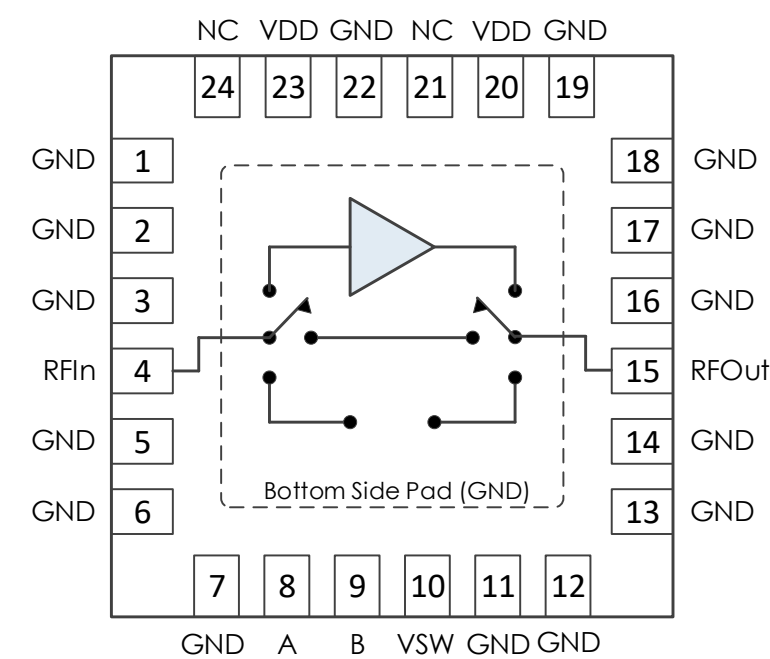 NC VDD GND NC VDD GND
24 23 22 21 20 19
GND 1 18 GND
GND 2 17 GND
GND 3 16 GND
RFIn 4 15 RFOut
GND 5 14 GND
Bottom Side Pad (GND)
GND 6 13 GND
7 8 9 10 11 12
GND A B VSW GND GND